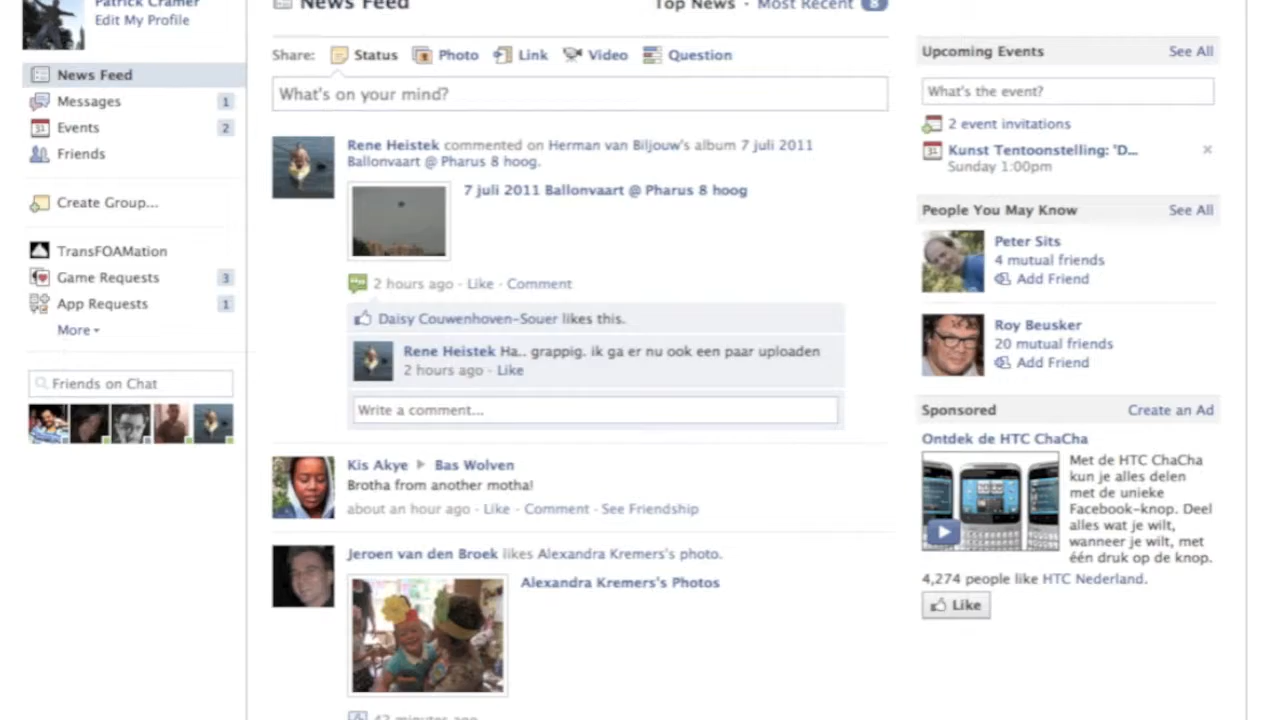 Patrick Cramer
Edit My Profile
News Feed
Messages 1
Events 2
Friends
Create Group...
TransFOAMation
Game Requests 3
App Requests 1
More
Friends on Chat
News Feed
Top News · Most Recent 8
Share: Status Photo Link Video Question
What's on your mind?
Rene Heistek commented on Herman van Biljouw's album 7 juli 2011
Ballonvaart @ Pharus 8 hoog.
7 juli 2011 Ballonvaart @ Pharus 8 hoog
2 hours ago · Like · Comment
Daisy Couwenhoven-Souer likes this.
Rene Heistek Ha.. grappig. ik ga er nu ook een paar uploaden
2 hours ago · Like
Write a comment...
Kis Akye Bas Wolven
Brotha from another motha!
about an hour ago · Like · Comment · See Friendship
Jeroen van den Broek likes Alexandra Kremers's photo.
Alexandra Kremers's Photos
42 minutes ago
Upcoming Events See All
What's the event?
2 event invitations
31 Kunst Tentoonstelling: 'D...
Sunday 1:00pm
People You May Know See All
Peter Sits
4 mutual friends
Add Friend
Roy Beusker
20 mutual friends
Add Friend
Sponsored Create an Ad
Ontdek de HTC ChaCha
Met de HTC ChaCha
kun je alles delen
met de unieke
Facebook-knop. Deel
alles wat je wilt,
wanneer je wilt, met
één druk op de knop.
4,274 people like HTC Nederland.
Like